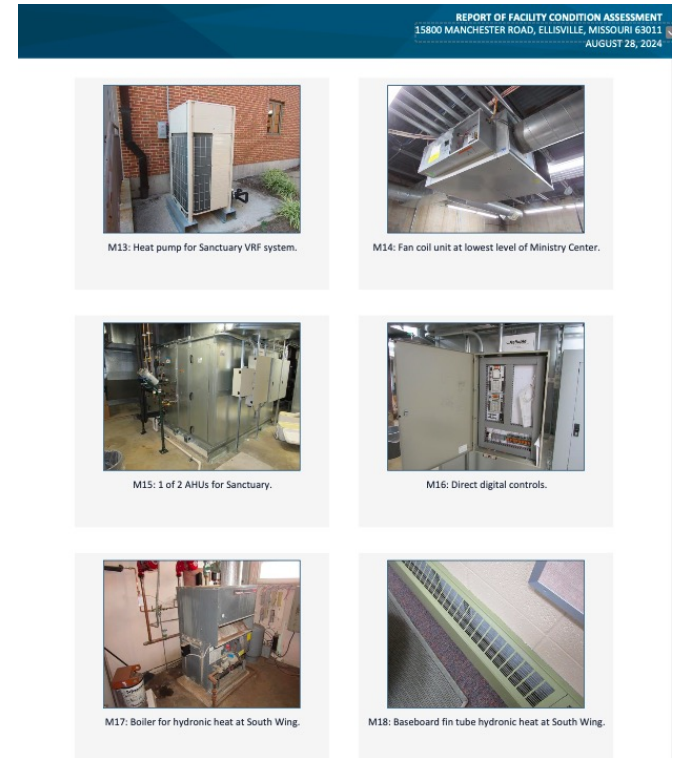 REPORT OF FACILITY CONDITION ASSESSMENT
15800 MANCHESTER ROAD, ELLISVILLE, MISSOURI 63011
AUGUST 28, 2024
M13: Heat pump for Sanctuary VRF system.
M14: Fan coil unit at lowest level of Ministry Center.
M15: 1 of 2 AHUs for Sanctuary.
M16: Direct digital controls.
M17: Boiler for hydronic heat at South Wing.
M18: Baseboard fin tube hydronic heat at South Wing.